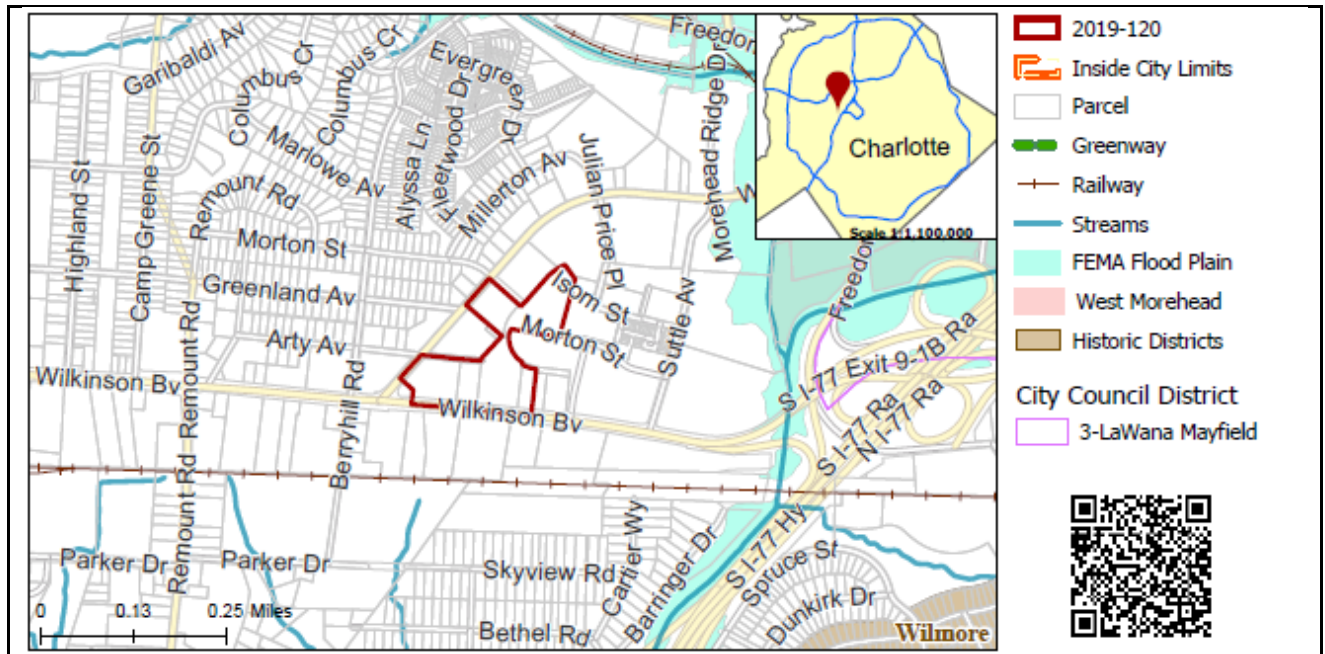 Garibaldi Av
Columbus Cr
Columbus Cr
Evergreen Dr
Freedom
Morehead Ridge Dr
Highland St
Camp Greene St
Remount Rd
Marlowe Av
Alyssa Ln
Fleetwood Dr
Millerton Av
Julian Price Pl
W
Morton St
Greenland Av
Isom St
Morton St
Suttle Av
Freedom
Arty Av
Wilkinson Bv
Remount Rd
Berryhill Rd
Wilkinson Bv
S I-77 Exit 9-1B Ra
S I-77 Ra
N I-77 Ra
Remount Rd
Parker Dr
Parker Dr
Skyview Rd
Cartier Wy
Barringer Dr
S I-77 Hy
Spruce St
Dunkirk Dr
Bethel Rd
Wilmore
0 0.13 0.25 Miles
Charlotte
Scale 1:1,100,000
2019-120
Inside City Limits
Parcel
Greenway
Railway
Streams
FEMA Flood Plain
West Morehead
Historic Districts
City Council District
3-LaWana Mayfield